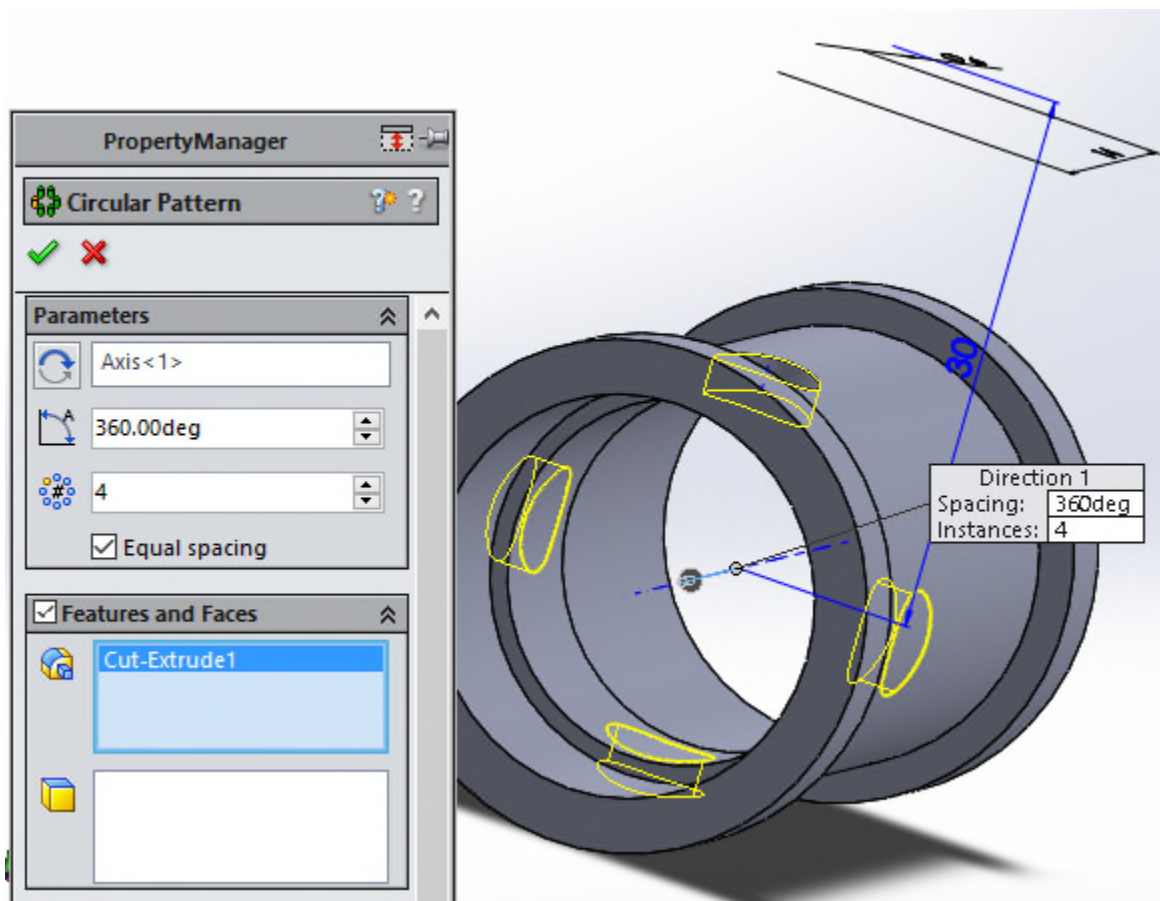 PropertyManager
Circular Pattern
Parameters
Axis<1>
360.00deg
4
Equal spacing
Features and Faces
Cut-Extrude1
30
Direction 1
Spacing: 360deg
Instances: 4